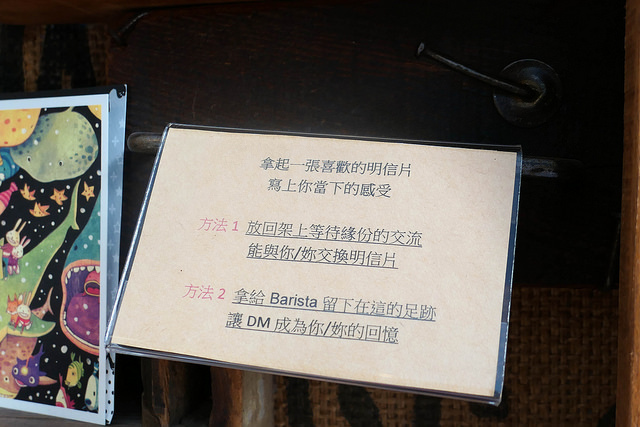 拿起一張喜歡的明信片
寫上你當下的感受
方法 1 放回架上等待緣份的交流
能與你/妳交換明信片
方法 2 拿給 Barista 留下在這的足跡
讓 DM 成為你/妳的回憶